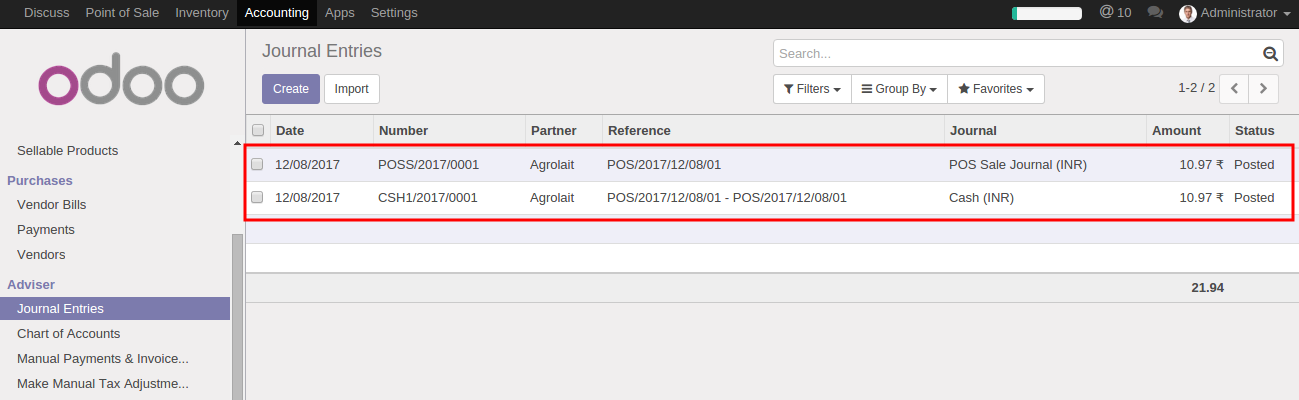 Discuss Point of Sale Inventory Accounting Apps Settings @ 10 Administrator
odoo
Journal Entries
Search...
Create Import Filters Group By Favorites 1-2 / 2
Date Number Partner Reference Journal Amount Status
12/08/2017 POSS/2017/0001 Agrolait POS/2017/12/08/01 POS Sale Journal (INR) 10.97 ₹ Posted
12/08/2017 CSH1/2017/0001 Agrolait POS/2017/12/08/01 - POS/2017/12/08/01 Cash (INR) 10.97 ₹ Posted
21.94
Sellable Products
Purchases
Vendor Bills
Payments
Vendors
Adviser
Journal Entries
Chart of Accounts
Manual Payments & Invoice...
Make Manual Tax Adjustme...